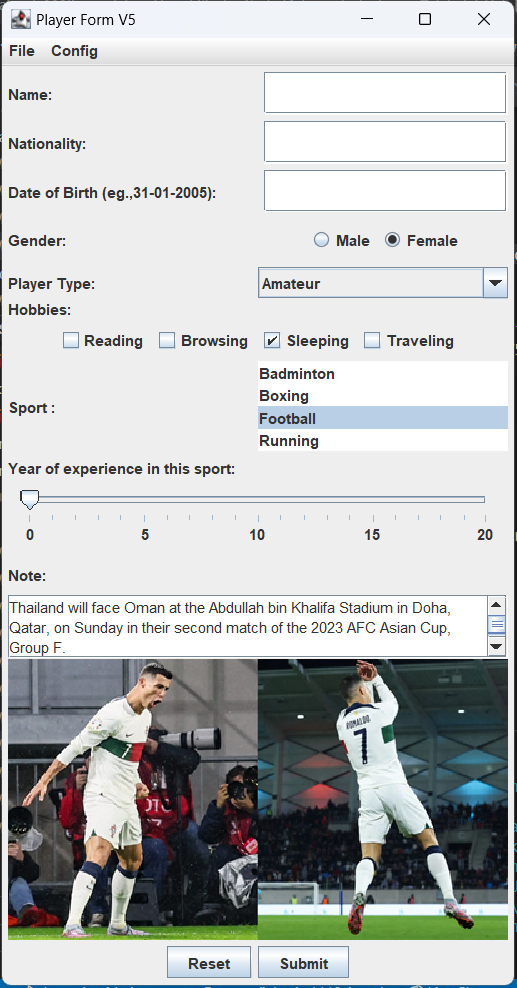 Player Form V5
File Config
Name:
Nationality:
Date of Birth (eg.,31-01-2005):
Gender: Male Female
Player Type: Amateur
Hobbies:
Reading Browsing Sleeping Traveling
Badminton
Boxing
Sport :
Football
Running
Year of experience in this sport:
0 5 10 15 20
Note:
Thailand will face Oman at the Abdullah bin Khalifa Stadium in Doha,
Qatar, on Sunday in their second match of the 2023 AFC Asian Cup,
Group F.
7
RONALDO
7
Reset Submit